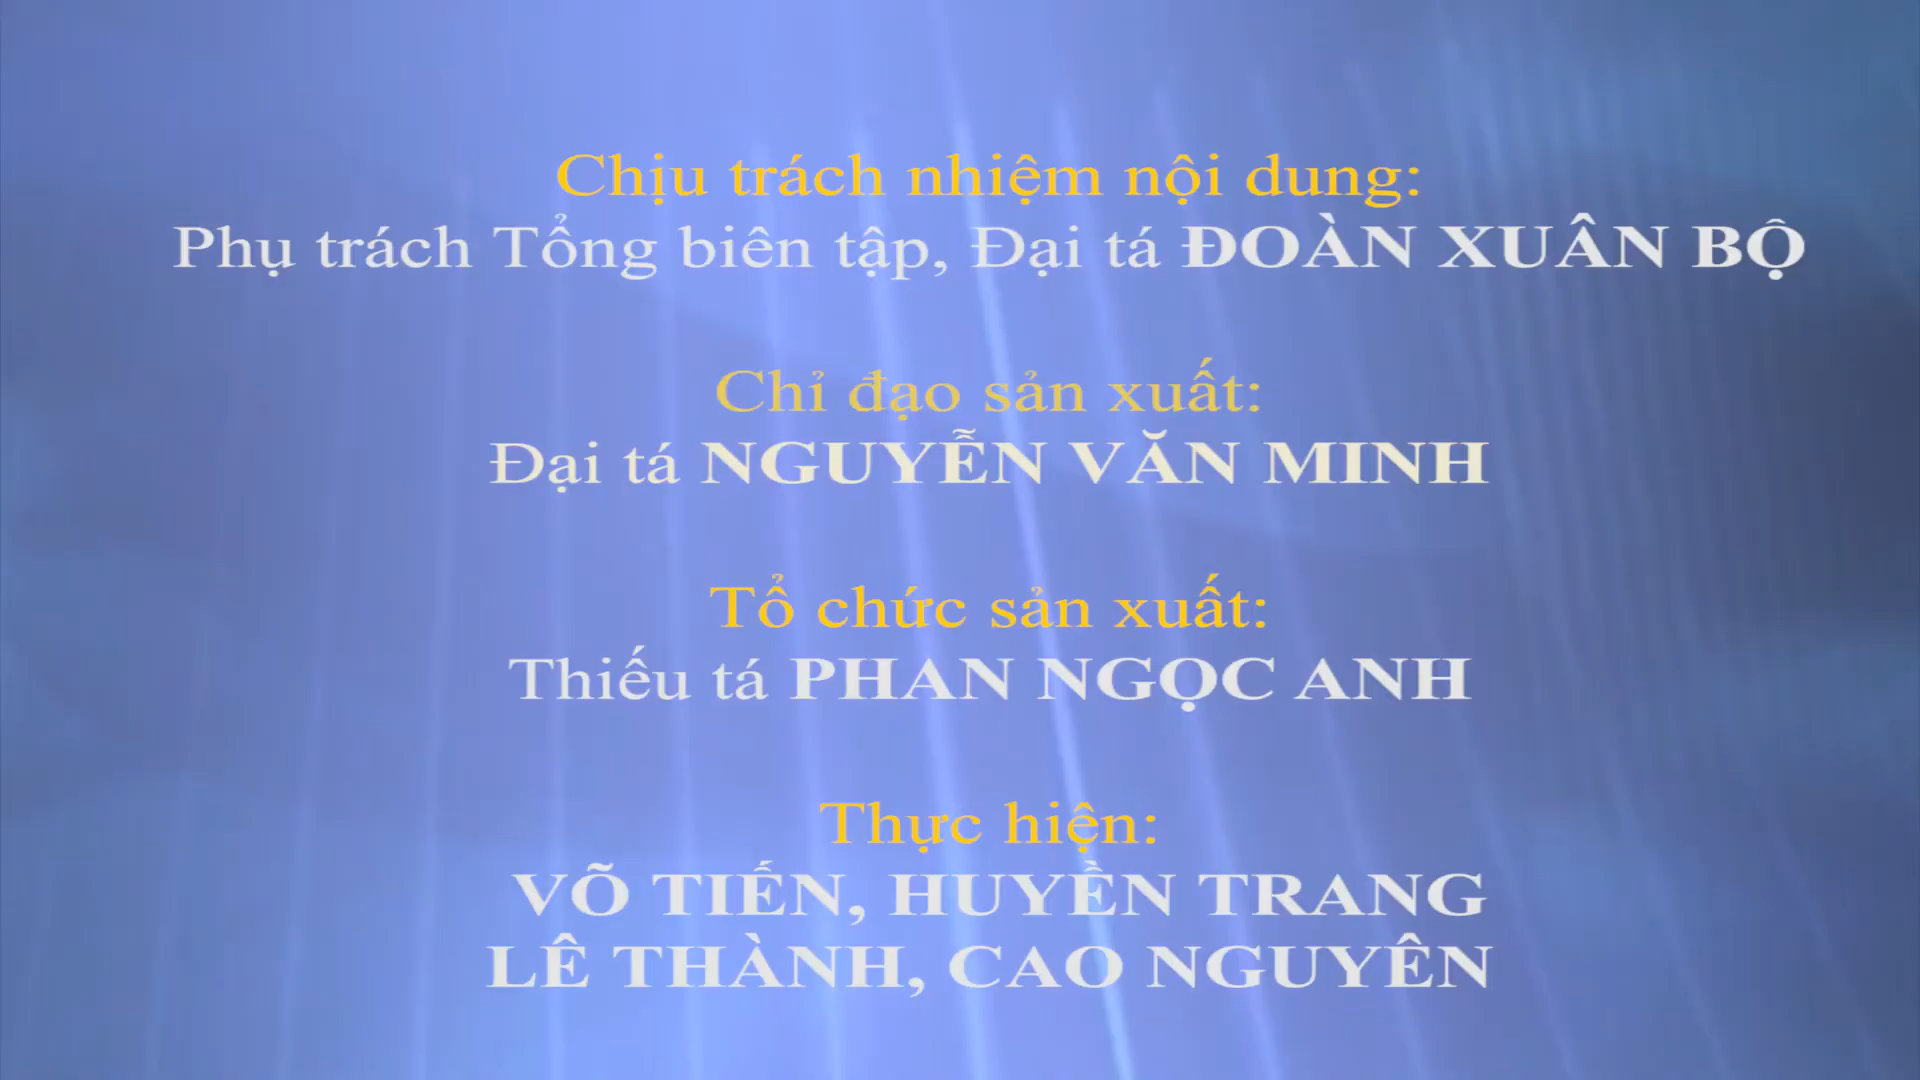 Chịu trách nhiệm nội dung:
Phụ trách Tổng biên tập, Đại tá ĐOÀN XUÂN BỘ
Chỉ đạo sản xuất:
Đại tá NGUYỄN VĂN MINH
Tổ chức sản xuất:
Thiếu tá PHAN NGỌC ANH
Thực hiện:
VÕ TIẾN, HUYỀN TRANG
LÊ THÀNH, CAO NGUYÊN